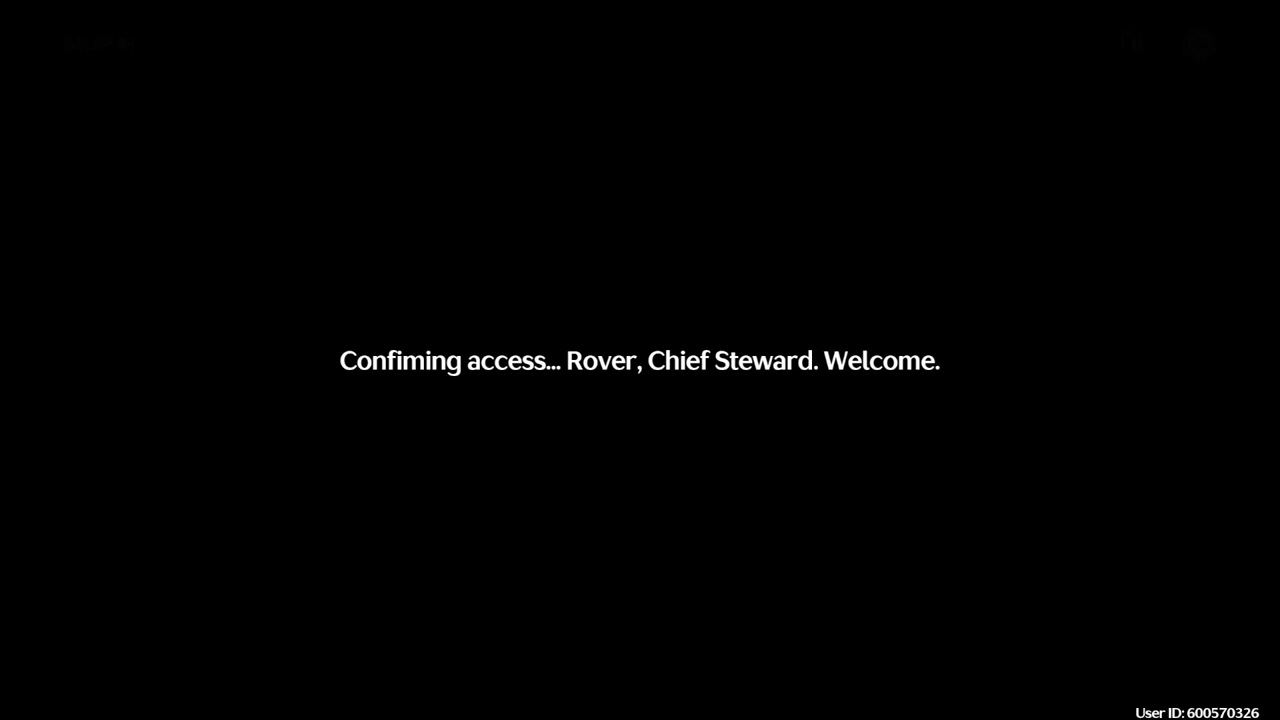 Confiming access... Rover, Chief Steward. Welcome.
User ID: 600570326